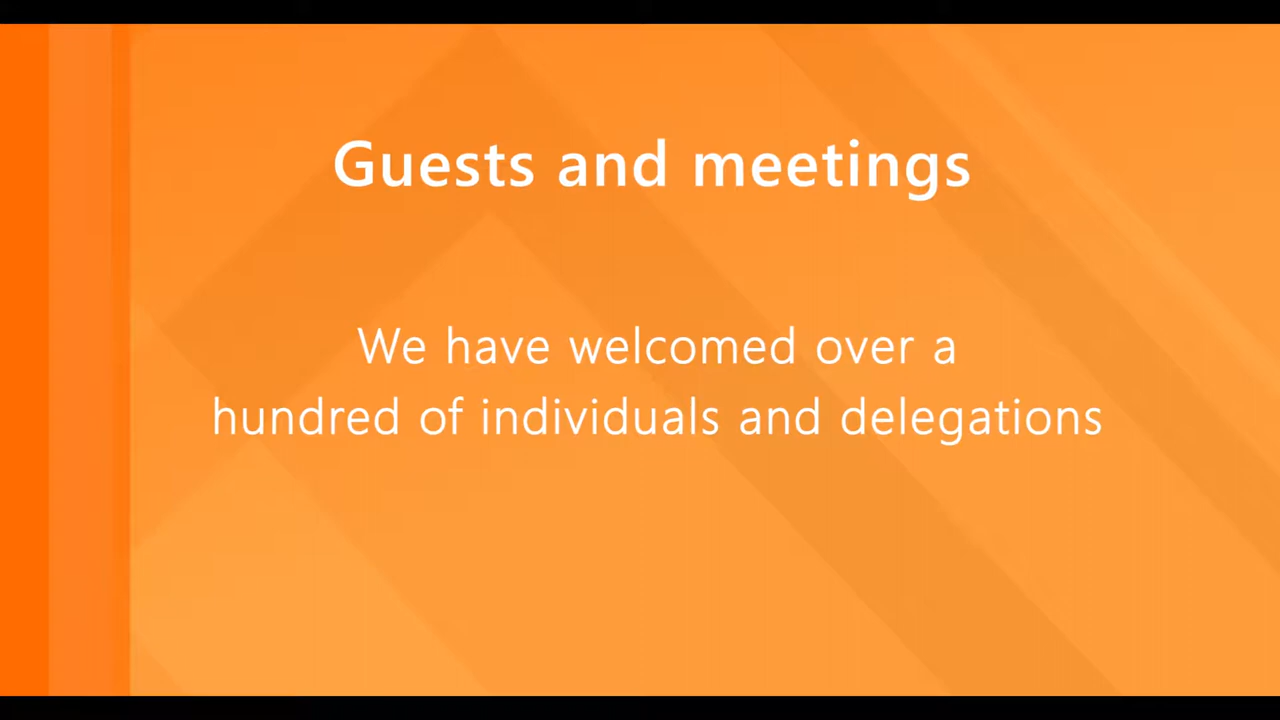 Guests and meetings
We have welcomed over a
hundred of individuals and delegations